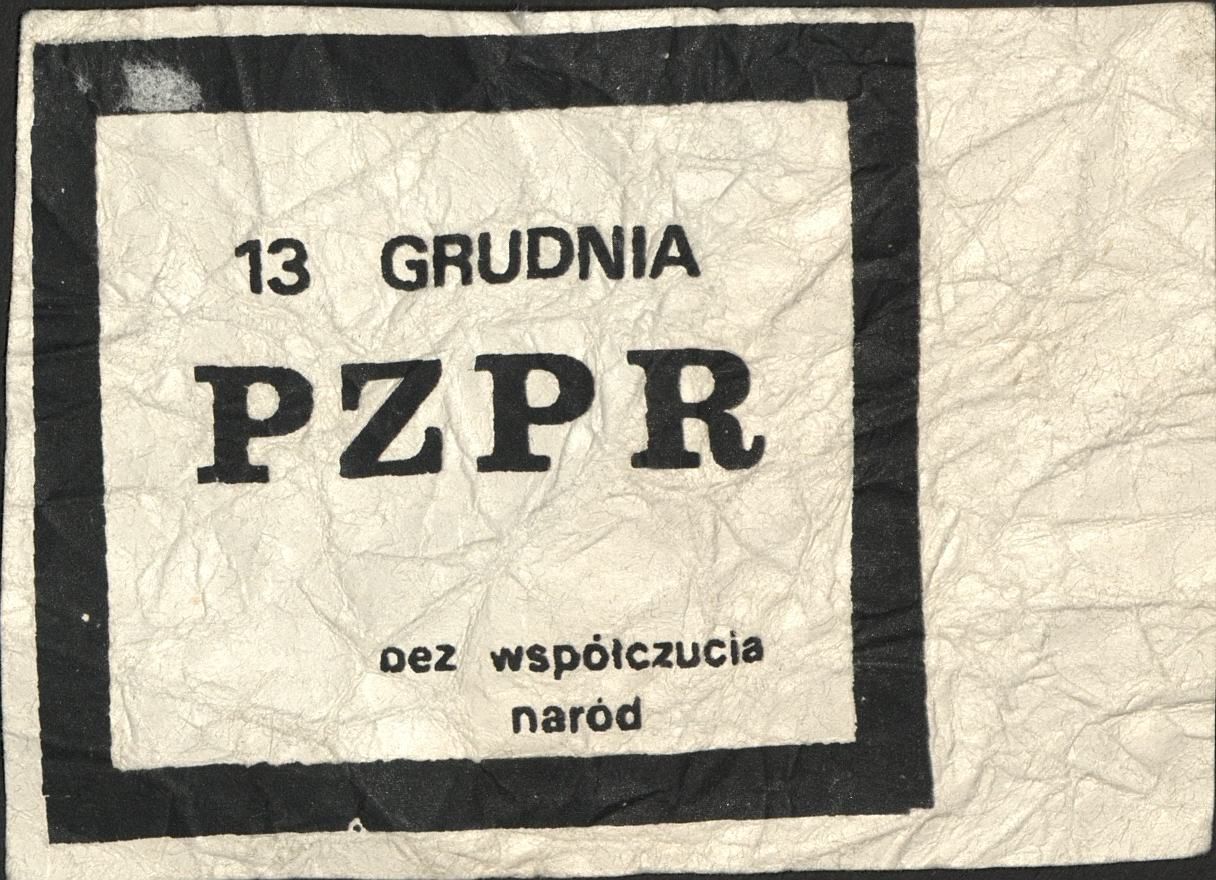 13 GRUDNIA
PZPR
bez współczucia
naród